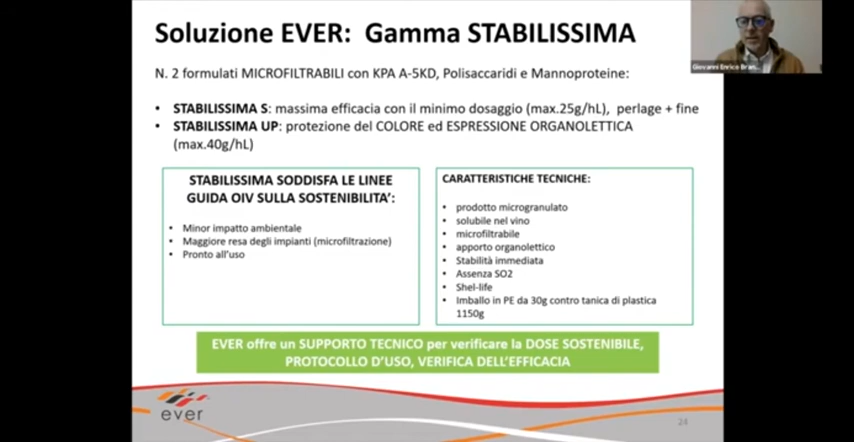 Soluzione EVER: Gamma STABILISSIMA
Giovanni Enrico Bran...
N. 2 formulati MICROFILTRABILI con KPA A-5KD, Polisaccaridi e Mannoproteine:
• STABILISSIMA S: massima efficacia con il minimo dosaggio (max.25g/hL), perlage + fine
• STABILISSIMA UP: protezione del COLORE ed ESPRESSIONE ORGANOLETTICA
(max.40g/hL)
STABILISSIMA SODDISFA LE LINEE
GUIDA OIV SULLA SOSTENIBILITA’:
• Minor impatto ambientale
• Maggiore resa degli impianti (microfiltrazione)
• Pronto all’uso
CARATTERISTICHE TECNICHE:
• prodotto microgranulato
• solubile nel vino
• microfiltrabile
• apporto organolettico
• Stabilità immediata
• Assenza SO2
• Shel-life
• Imballo in PE da 30g contro tanica di plastica
1150g
EVER offre un SUPPORTO TECNICO per verificare la DOSE SOSTENIBILE,
PROTOCOLLO D’USO, VERIFICA DELL’EFFICACIA
ever
24